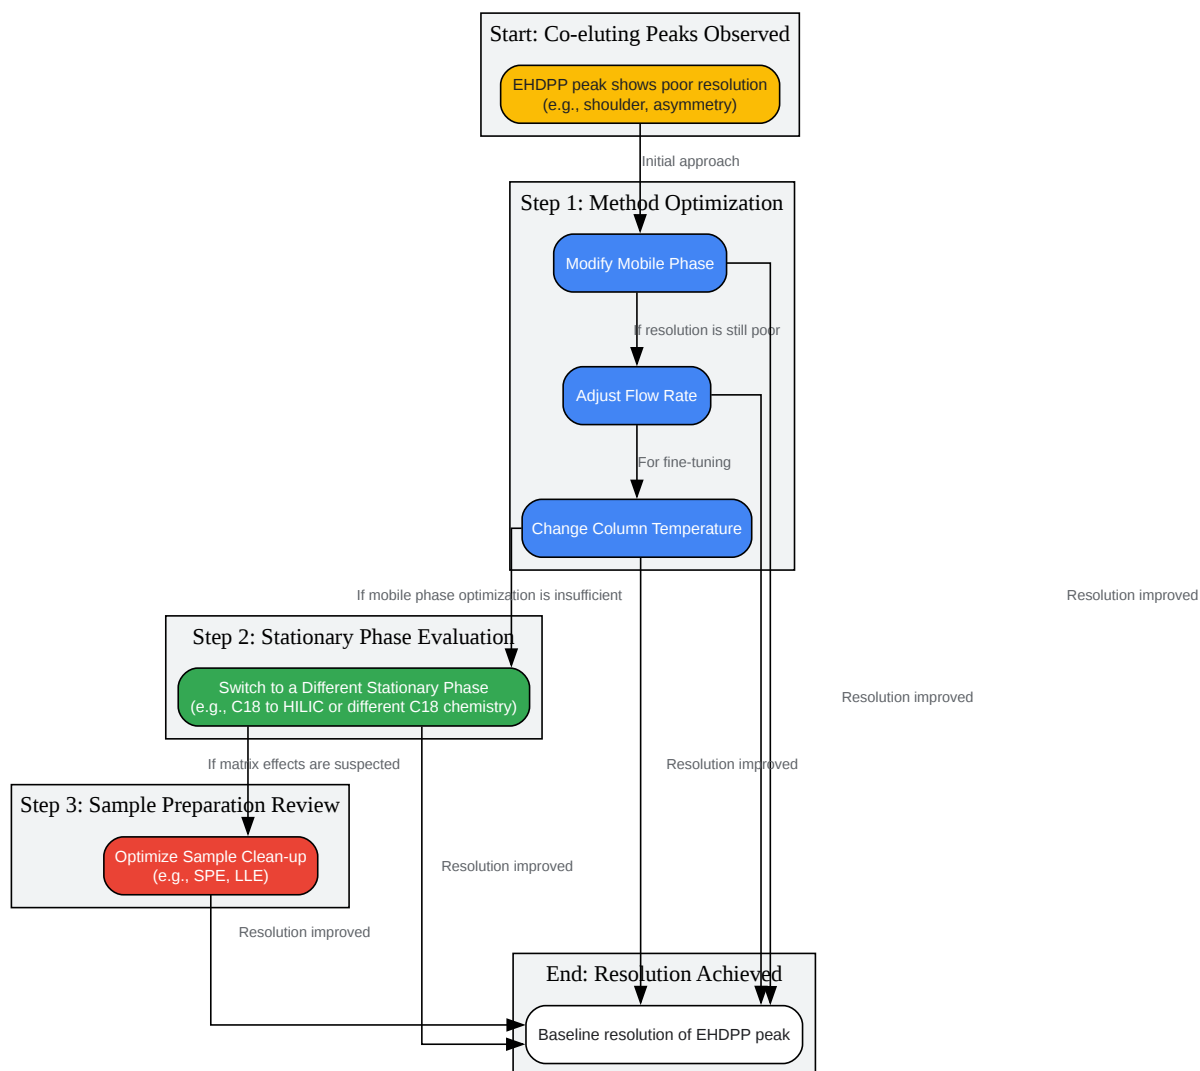 Start: Co-eluting Peaks Observed
EHDPP peak shows poor resolution
(e.g., shoulder, asymmetry)
Initial approach
Step 1: Method Optimization
Modify Mobile Phase
If resolution is still poor
Adjust Flow Rate
For fine-tuning
Change Column Temperature
If mobile phase optimization is insufficient
Resolution improved
Step 2: Stationary Phase Evaluation
Switch to a Different Stationary Phase
(e.g., C18 to HILIC or different C18 chemistry)
Resolution improved
If matrix effects are suspected
Resolution improved
Step 3: Sample Preparation Review
Optimize Sample Clean-up
(e.g., SPE, LLE)
Resolution improved
Resolution improved
End: Resolution Achieved
Baseline resolution of EHDPP peak